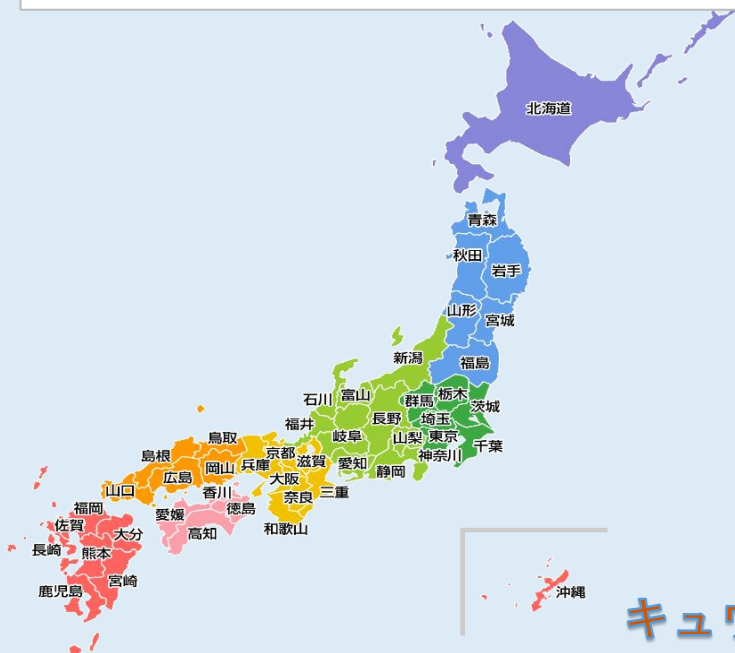 北海道
青森
秋田
岩手
山形
宮城
新潟
福島
石川
富山
群馬
栃木
茨城
福井
長野
埼玉
岐阜
山梨
東京
千葉
神奈川
愛知
静岡
鳥取
京都
滋賀
兵庫
島根
岡山
広島
大阪
三重
奈良
和歌山
山口
香川
徳島
愛媛
高知
福岡
佐賀
大分
長崎
熊本
宮崎
鹿児島
沖縄
キュ